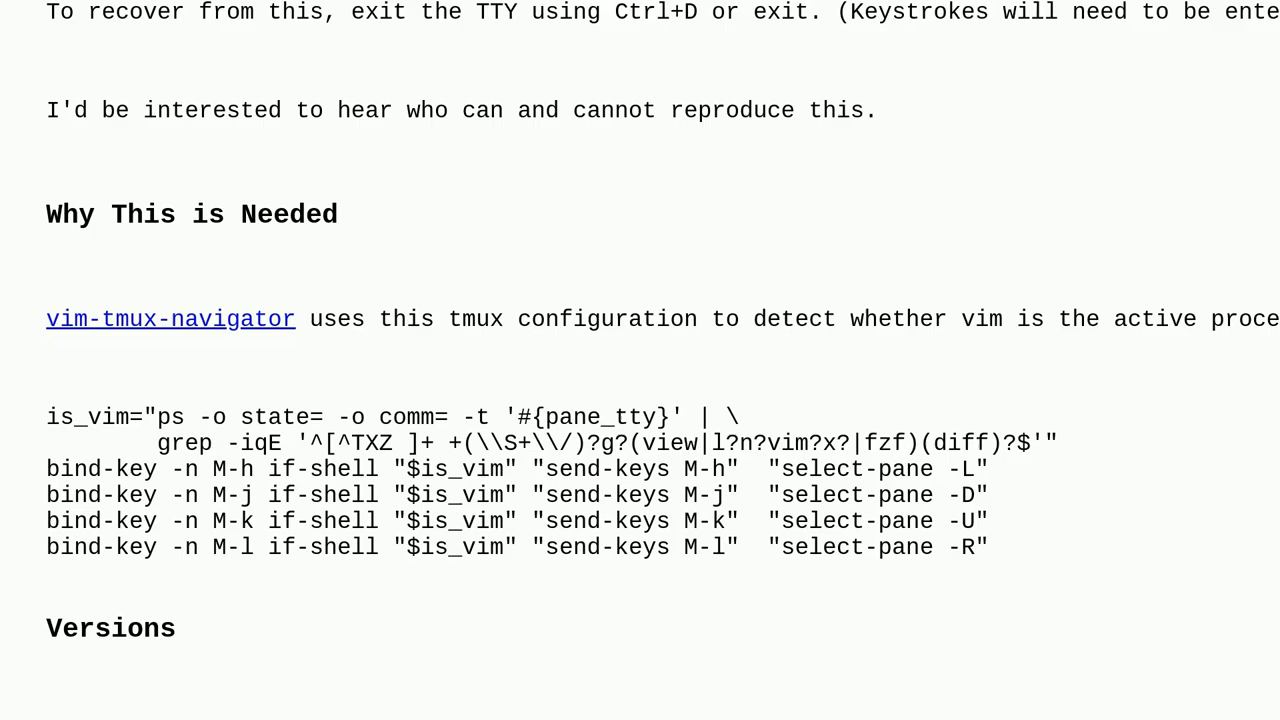 To recover from this, exit the TTY using Ctrl+D or exit. (Keystrokes will need to be ente
I'd be interested to hear who can and cannot reproduce this.
Why This is Needed
vim-tmux-navigator uses this tmux configuration to detect whether vim is the active proce
is_vim="ps -o state= -o comm= -t '#{pane_tty}' | \
        grep -iqE '^[^TXZ ]+ +(\\S+\\/)?g?(view|l?n?vim?x?|fzf)(diff)?$'"
bind-key -n M-h if-shell "$is_vim" "send-keys M-h"  "select-pane -L"
bind-key -n M-j if-shell "$is_vim" "send-keys M-j"  "select-pane -D"
bind-key -n M-k if-shell "$is_vim" "send-keys M-k"  "select-pane -U"
bind-key -n M-l if-shell "$is_vim" "send-keys M-l"  "select-pane -R"
Versions